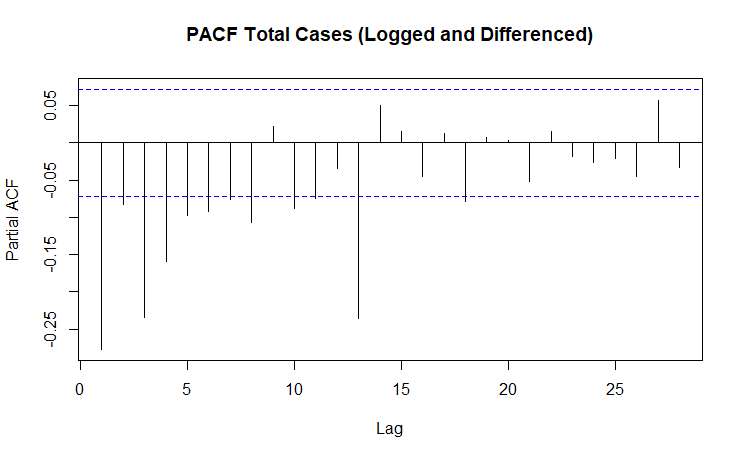 PACF Total Cases (Logged and Differenced)
Partial ACF
0.05
-0.05
-0.15
-0.25
0 5 10 15 20 25
Lag